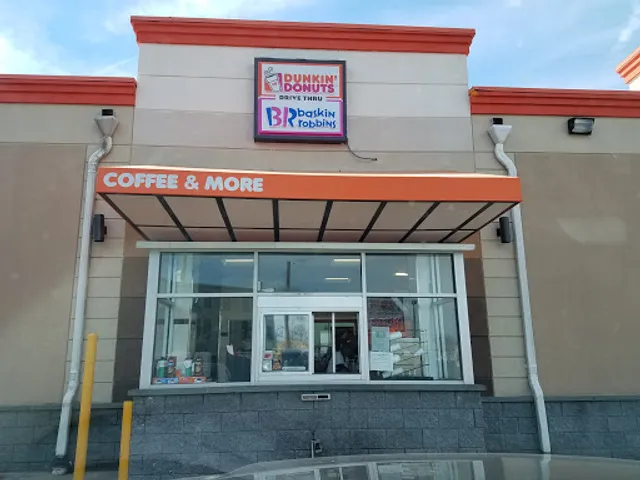 DUNKIN'
DONUTS
DRIVE THRU
BR baskin
robbins
COFFEE & MORE